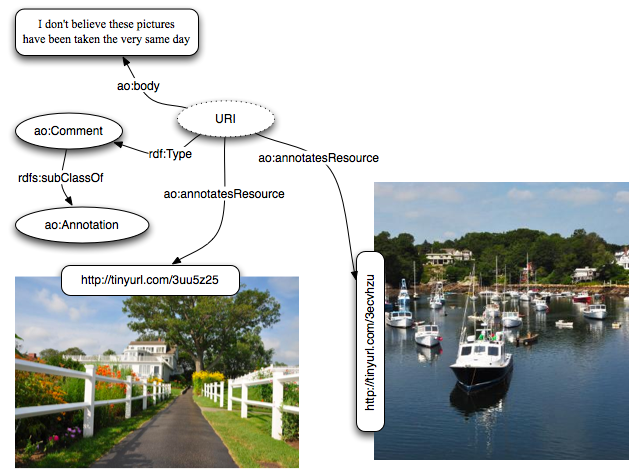 I don't believe these pictures
have been taken the very same day
ao:body
URI
ao:Comment
rdf:Type
ao:annotatesResource
rdfs:subClassOf
ao:annotatesResource
ao:Annotation
http://tinyurl.com/3uu5z25
http://tinyurl.com/3ecvhzu